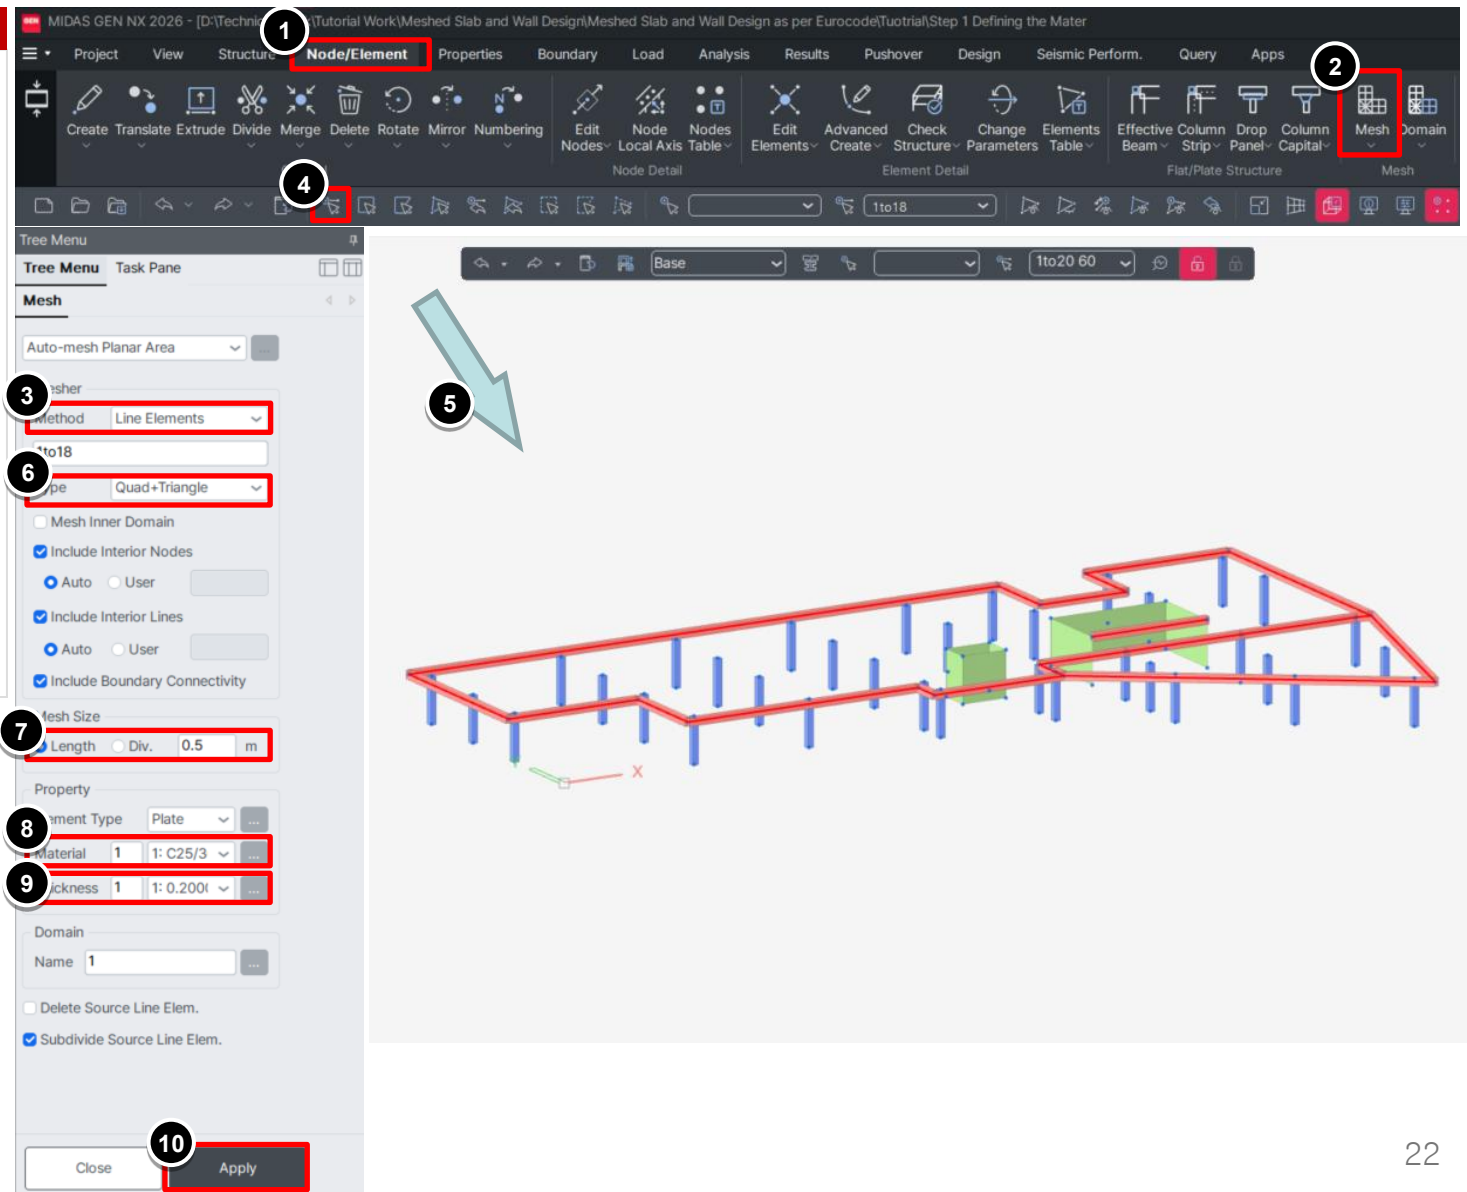 MIDAS GEN NX 2026 - [D:\Technic \Tutorial Work\Meshed Slab and Wall Design\Meshed Slab and Wall Design as per Eurocode\Tuotrial\Step 1 Defining the Mater
1
Project View Structure Node/Element Properties Boundary Load Analysis Results Pushover Design Seismic Perform. Query Apps
2
Create Translate Extrude Divide Merge Delete Rotate Mirror Numbering Edit Nodes Node Local Axis Nodes Table Edit Elements Advanced Create Check Structure Change Parameters Elements Table Effective Beam Column Strip Drop Panel Column Capital Mesh Domain
Node Detail Element Detail Flat/Plate Structure Mesh
4
1to18
Tree Menu
Tree Menu Task Pane
Base 1to20 60
Mesh
Auto-mesh Planar Area
esher
3
Method Line Elements
1to18
6
ype Quad+Triangle
Mesh Inner Domain
Include Interior Nodes
Auto User
Include Interior Lines
Auto User
Include Boundary Connectivity
Mesh Size
7
Length Div. 0.5 m
Property
8
ement Type Plate
Material 1 1: C25/3
9
ickness 1 1: 0.200
Domain
Name 1
Delete Source Line Elem.
Subdivide Source Line Elem.
10
Close Apply
5
X
22